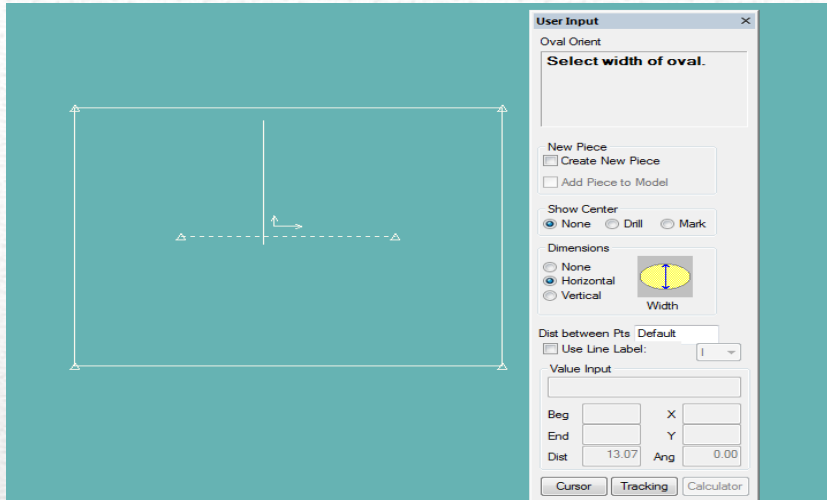 User Input
Oval Orient
Select width of oval.
New Piece
Create New Piece
Add Piece to Model
Show Center
None Drill Mark
Dimensions
None
Horizontal
Vertical
Width
Dist between Pts Default
Use Line Label: I
Value Input
Beg X
End Y
Dist 13.07 Ang 0.00
Cursor Tracking Calculator